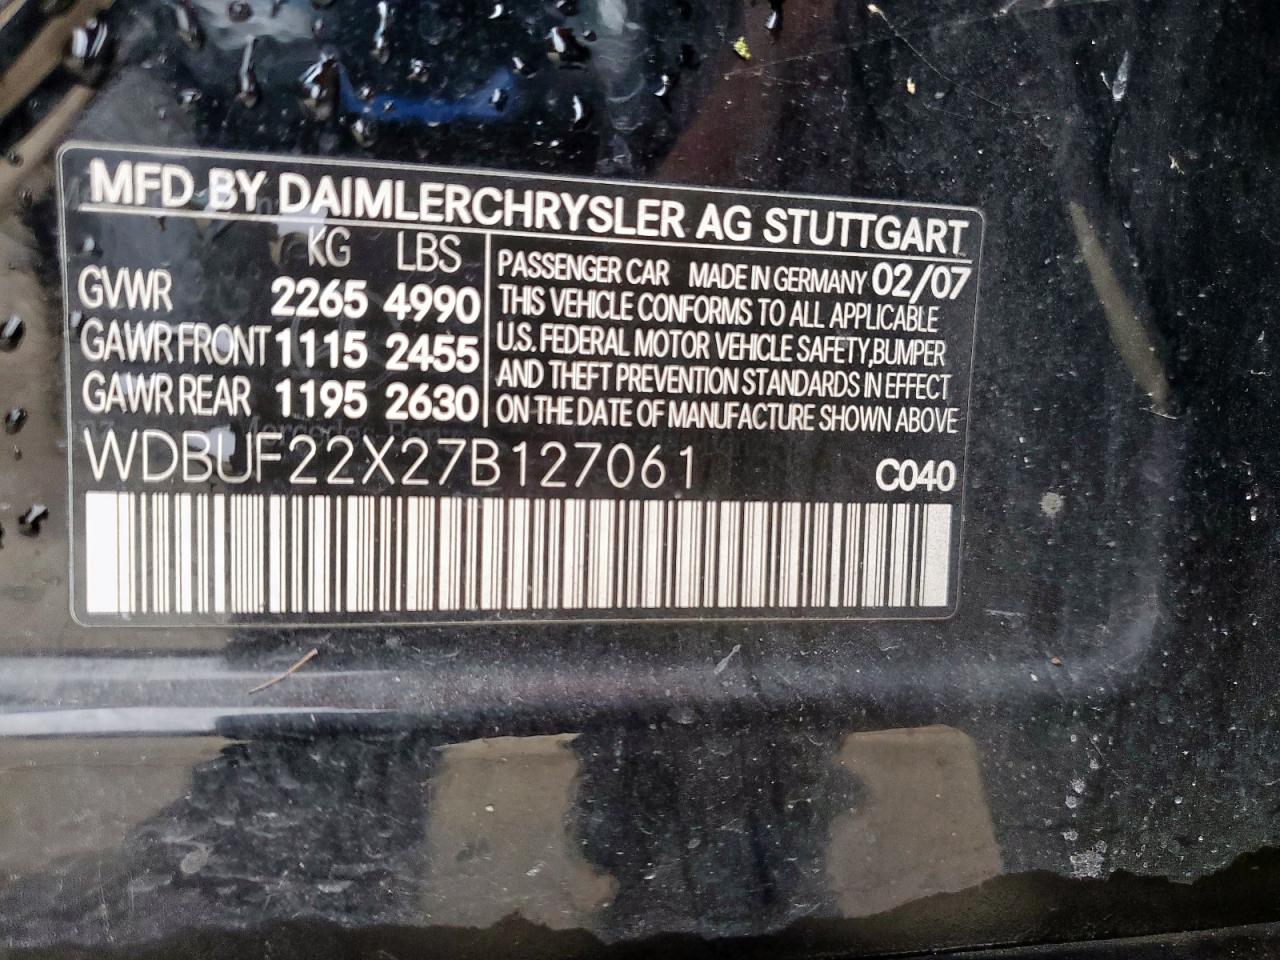 MFD BY DAIMLERCHRYSLER AG STUTTGART
KG LBS
GVWR 2265 4990
GAWR FRONT 1115 2455
GAWR REAR 1195 2630
PASSENGER CAR MADE IN GERMANY 02/07
THIS VEHICLE CONFORMS TO ALL APPLICABLE
U.S. FEDERAL MOTOR VEHICLE SAFETY, BUMPER
AND THEFT PREVENTION STANDARDS IN EFFECT
ON THE DATE OF MANUFACTURE SHOWN ABOVE
WDBUF22X27B127061 C040